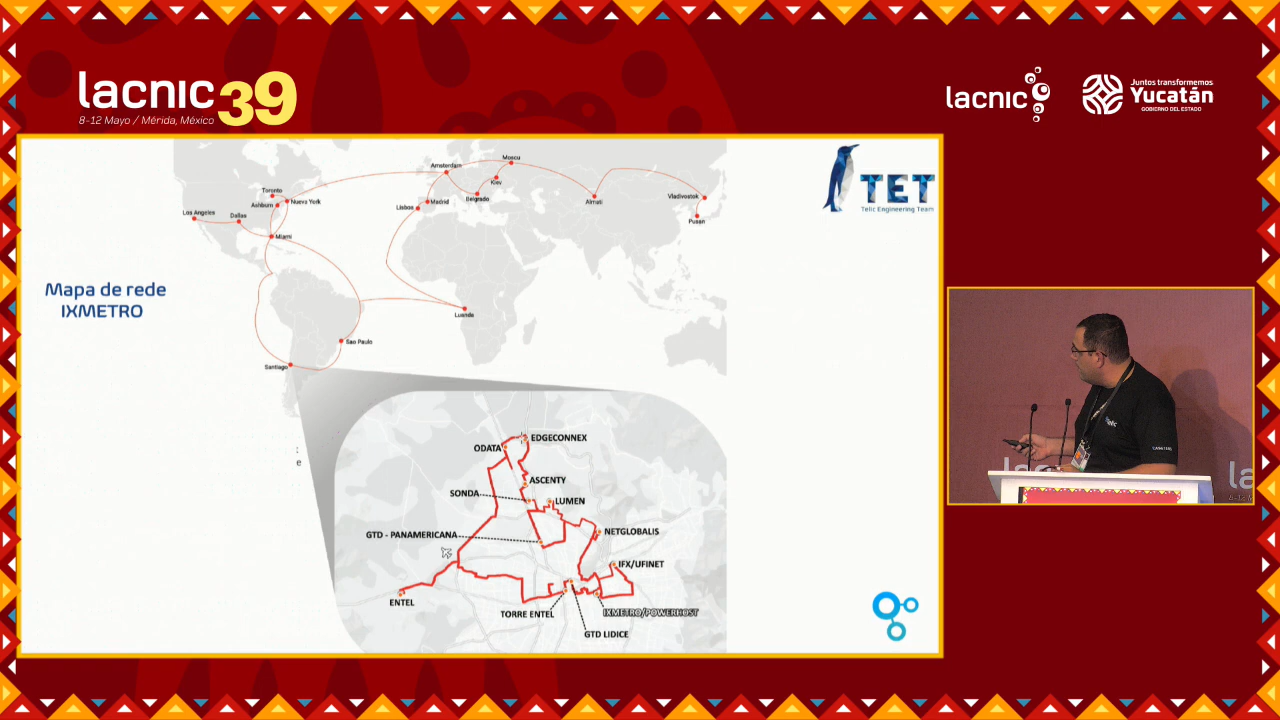 lacnic 39
8-12 Mayo / Mérida, México
lacnic
Juntos transformemos
Yucatán
GOBIERNO DEL ESTADO
TET
Telic Engineering Team
Mapa de rede
IXMETRO
Moscu
Amsterdam
Kiev
Toronto
Belgrado
Almati
Vladivostok
Ashburn
Nueva York
Lisboa
Madrid
Los Angeles
Dallas
Pusan
Miami
Luanda
Sao Paulo
Santiago
:
e
EDGECONNEX
ODATA
ASCENTY
SONDA
LUMEN
GTD - PANAMERICANA
NETGLOBALIS
IFX/UFINET
ENTEL
TORRE ENTEL
IXMETRO/POWERHOST
GTD LIDICE